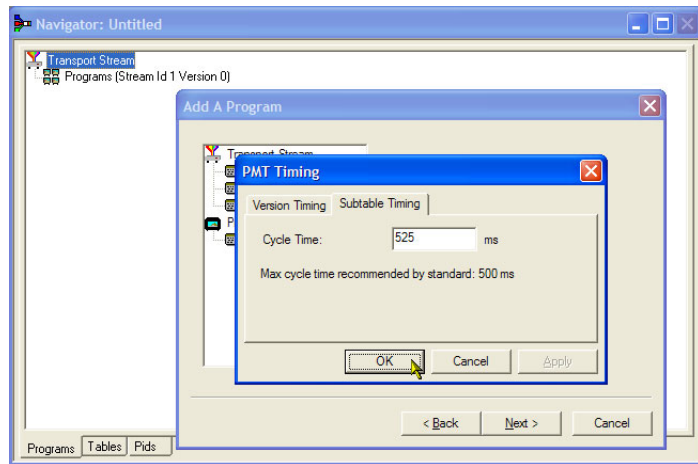 Navigator: Untitled
Transport Stream
Programs (Stream Id 1 Version 0)
Add A Program
Transport Stream
P
PMT Timing
Version Timing
Subtable Timing
Cycle Time:
525
ms
Max cycle time recommended by standard: 500 ms
OK
Cancel
Apply
< Back
Next >
Cancel
Programs
Tables
Pids